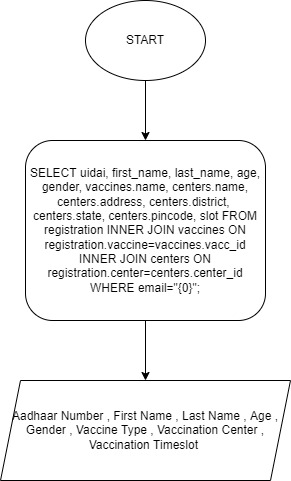 START
SELECT uidai, first_name, last_name, age,
gender, vaccines.name, centers.name,
centers.address, centers.district,
centers.state, centers.pincode, slot FROM
registration INNER JOIN vaccines ON
registration.vaccine=vaccines.vacc_id
INNER JOIN centers ON
registration.center=centers.center_id
WHERE email="{0}";
Aadhaar Number , First Name , Last Name , Age ,
Gender , Vaccine Type , Vaccination Center ,
Vaccination Timeslot